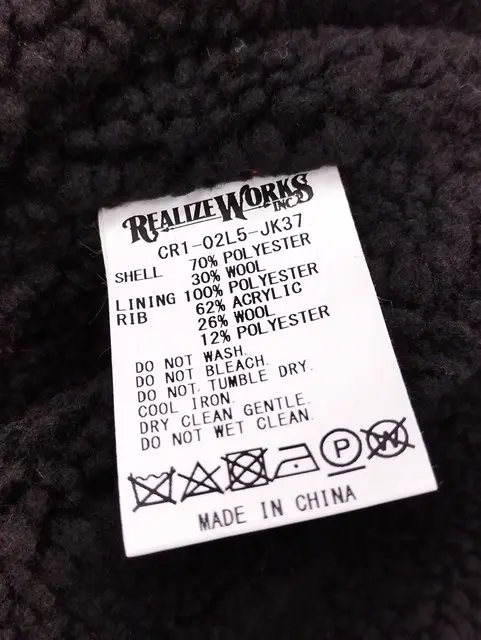 REALIZEWORKS
INC
CR1-02L5-JK37
SHELL 70% POLYESTER
30% WOOL
LINING 100% POLYESTER
RIB 62% ACRYLIC
26% WOOL
12% POLYESTER
DO NOT WASH.
DO NOT BLEACH.
DO NOT TUMBLE DRY.
COOL IRON.
DRY CLEAN GENTLE.
DO NOT WET CLEAN.
P W
MADE IN CHINA